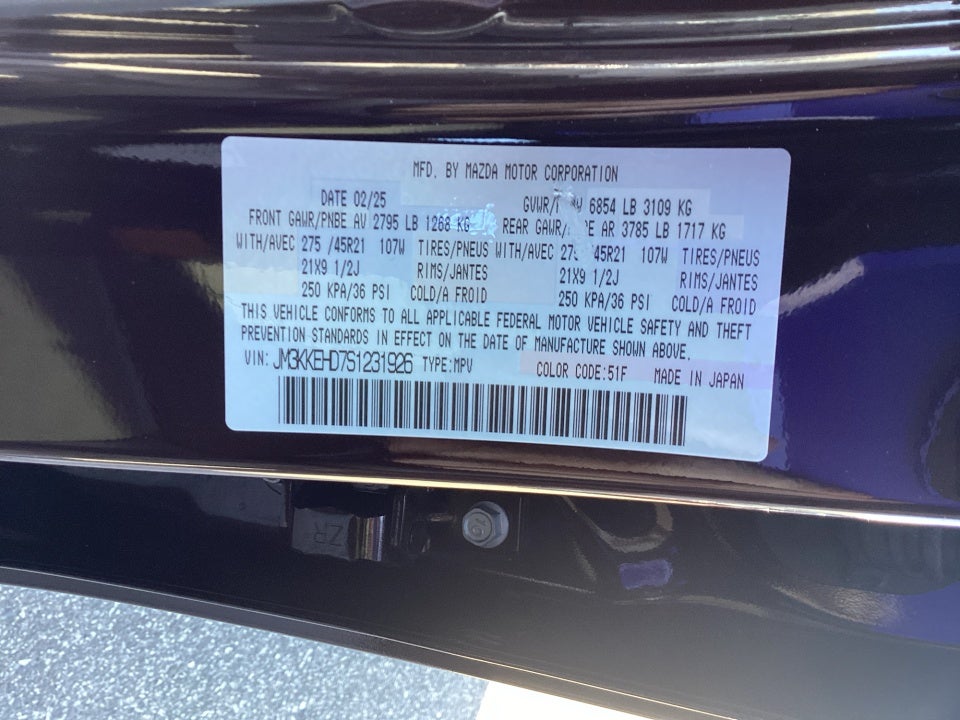 MFD. BY MAZDA MOTOR CORPORATION
DATE 02/25 6854 LB 3109 KG
FRONT GAWR/PNBE AV 2795 LB 1268 KG REAR AR 3785 LB 1717 KG
WITH/AVEC 275 /45R21 107W TIRES/PNEUS WITH/AVEC 45R21 107W TIRES/PNEUS
21X9 1/2J RIMS/JANTES 21X9 1/2J RIMS/JANTES
250 KPA/36 PSI COLD/A FROID 250 KPA/36 PSI COLD/A FROID
THIS VEHICLE CONFORMS TO ALL APPLICABLE FEDERAL MOTOR VEHICLE SAFETY AND THEFT
PREVENTION STANDARDS IN EFFECT ON THE DATE OF MANUFACTURE SHOWN ABOVE.
VIN: JM3KKEHD7S1231926 TYPE:MPV COLOR CODE:51F MADE IN JAPAN
ZR
10